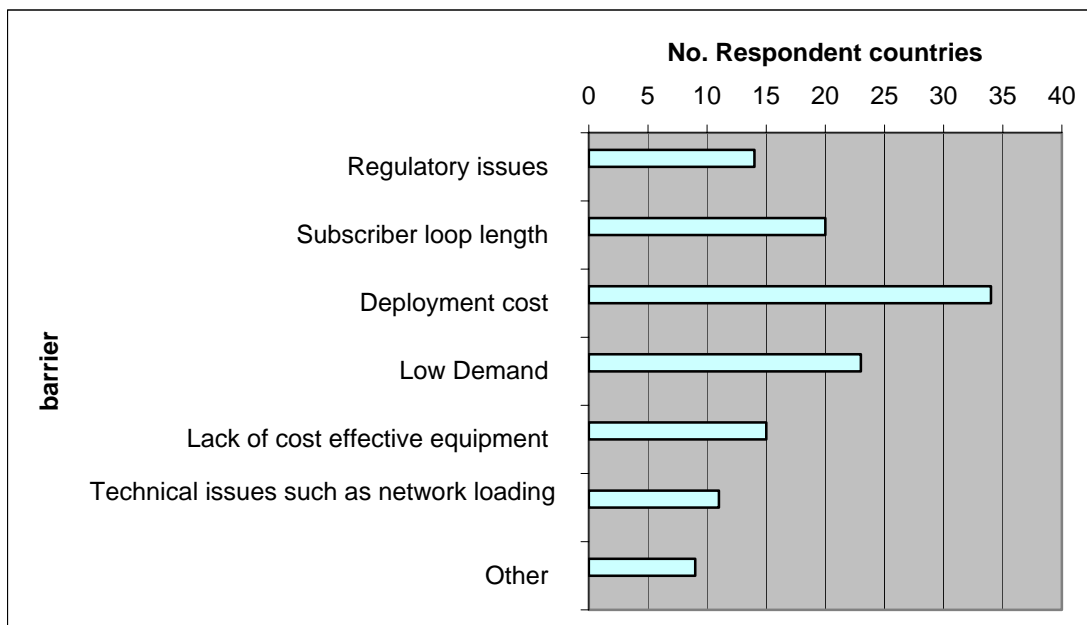 No. Respondent countries
0 5 10 15 20 25 30 35 40
Regulatory issues
Subscriber loop length
Deployment cost
Low Demand
Lack of cost effective equipment
Technical issues such as network loading
Other
barrier